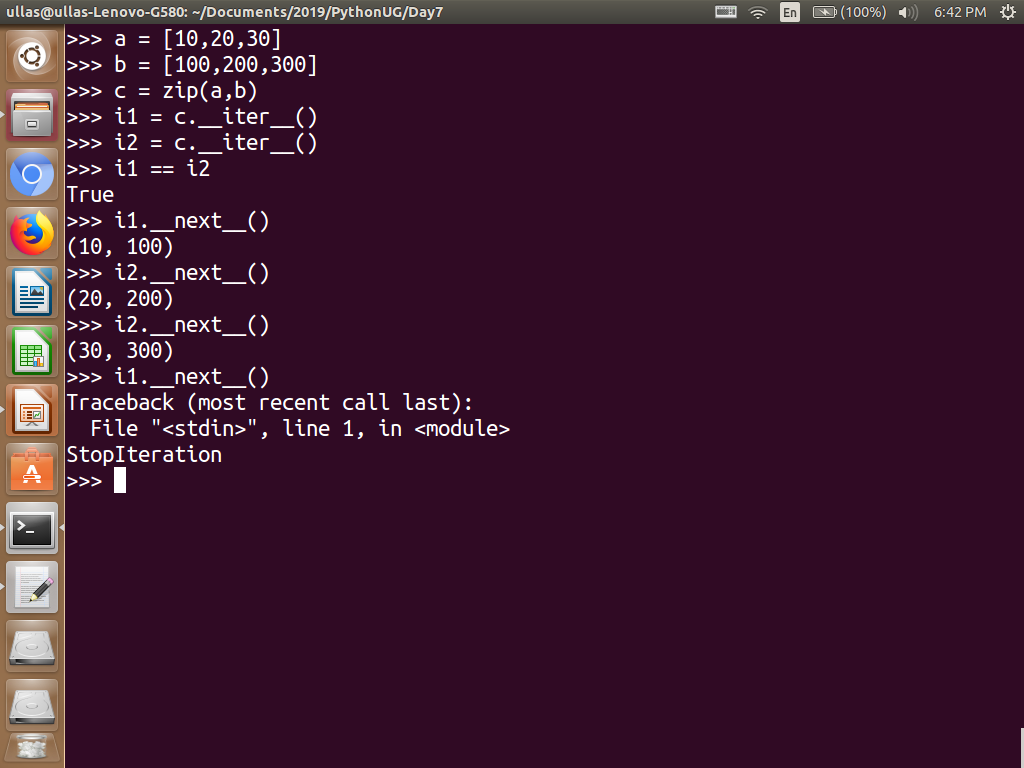 ullas@ullas-Lenovo-G580: ~/Documents/2019/PythonUG/Day7
En
(100%)
6:42 PM
>>> a = [10,20,30]
>>> b = [100,200,300]
>>> c = zip(a,b)
>>> i1 = c.__iter__()
>>> i2 = c.__iter__()
>>> i1 == i2
True
>>> i1.__next__()
(10, 100)
>>> i2.__next__()
(20, 200)
>>> i2.__next__()
(30, 300)
>>> i1.__next__()
Traceback (most recent call last):
  File "<stdin>", line 1, in <module>
StopIteration
>>>